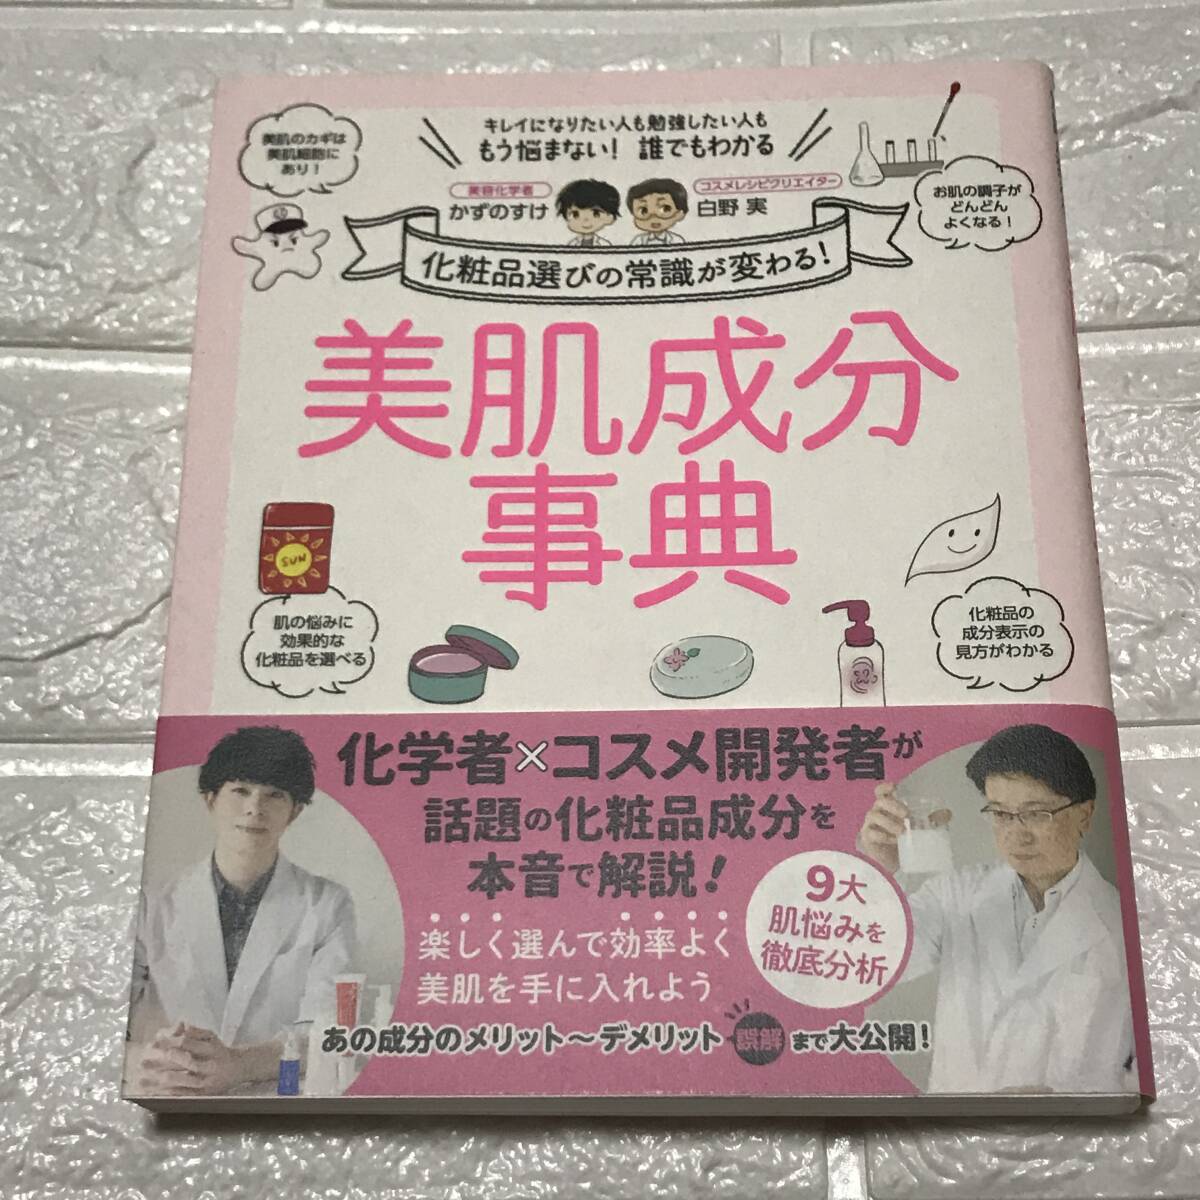 キレイになりたい人も勉強したい人も
もう悩まない！ 誰でもわかる
美肌のカギは
美肌細胞に
あり！
美容化学者
かずのすけ
コスメレシピクリエイター
白野 実
お肌の調子が
どんどん
よくなる！
化粧品選びの常識が変わる！
美肌成分
事典
SUN
肌の悩みに
効果的な
化粧品を選べる
化粧品の
成分表示の
見方がわかる
化学者×コスメ開発者が
話題の化粧品成分を
本音で解説！
9大
肌悩みを
徹底分析
楽しく選んで効率よく
美肌を手に入れよう
あの成分のメリット～デメリット 誤解 まで大公開！